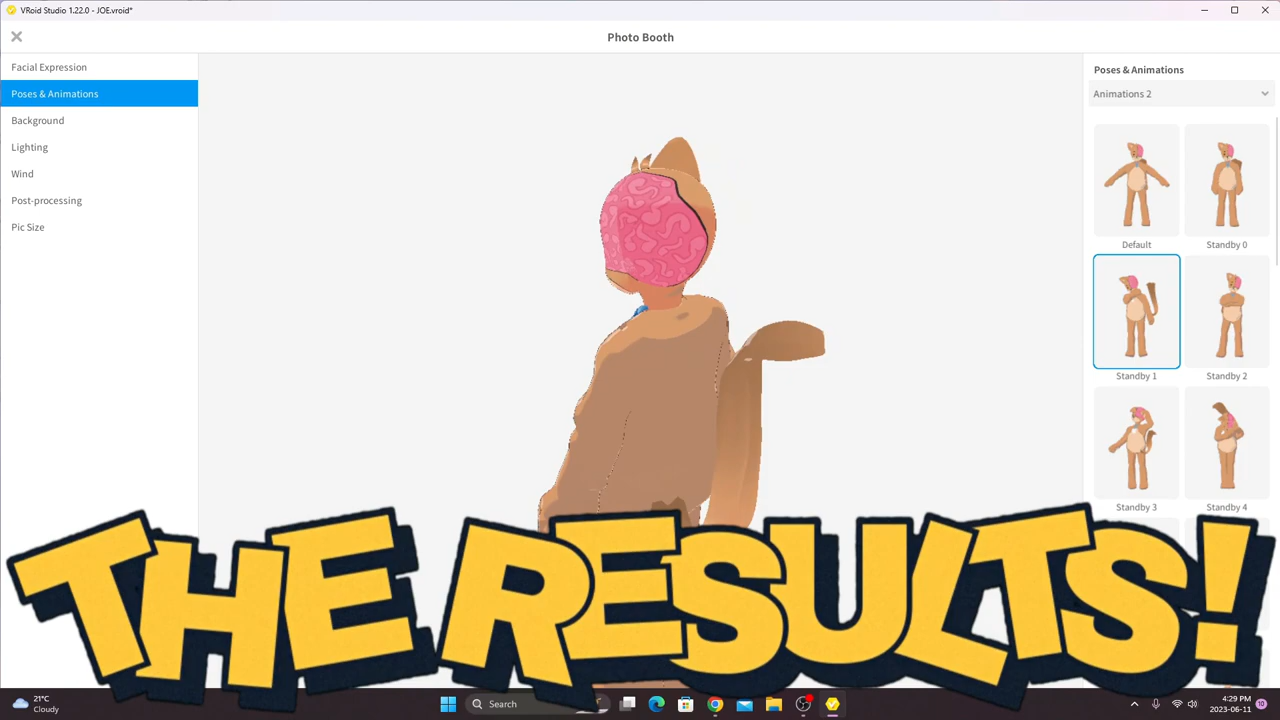 VRoid Studio 1.22.0 - JOE.vroid*
Photo Booth
Facial Expression
Poses & Animations
Background
Lighting
Wind
Post-processing
Pic Size
Poses & Animations
Animations 2
Default
Standby 0
Standby 1
Standby 2
Standby 3
Standby 4
THE RESULTS!
21°C
Cloudy
Search
4:29 PM
2023-06-11
10